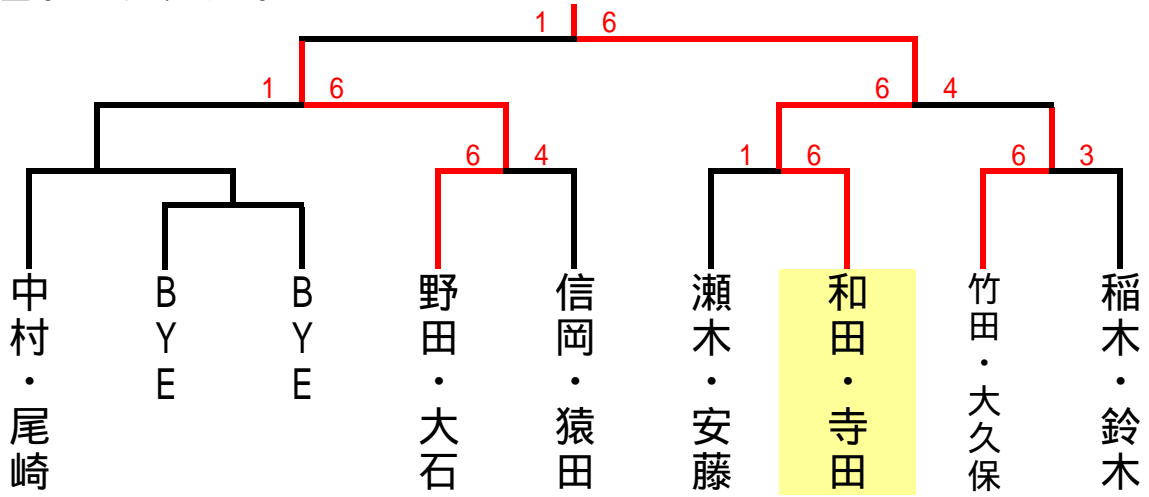 1 6
1 6 6 4
6 4 1 6 6 3
中村・尾崎
BYE
BYE
野田・大石
信岡・猿田
瀬木・安藤
和田・寺田
竹田・大久保
稲木・鈴木